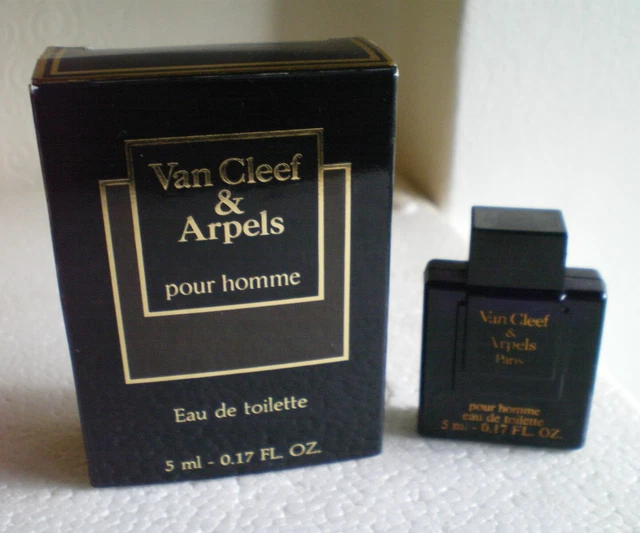 Van Cleef
&
Arpels
pour homme
Eau de toilette
5 ml - 0.17 FL. OZ.
Van Cleef
&
Arpels
Paris
pour homme
eau de toilette
5 ml - 0.17 FL. OZ.